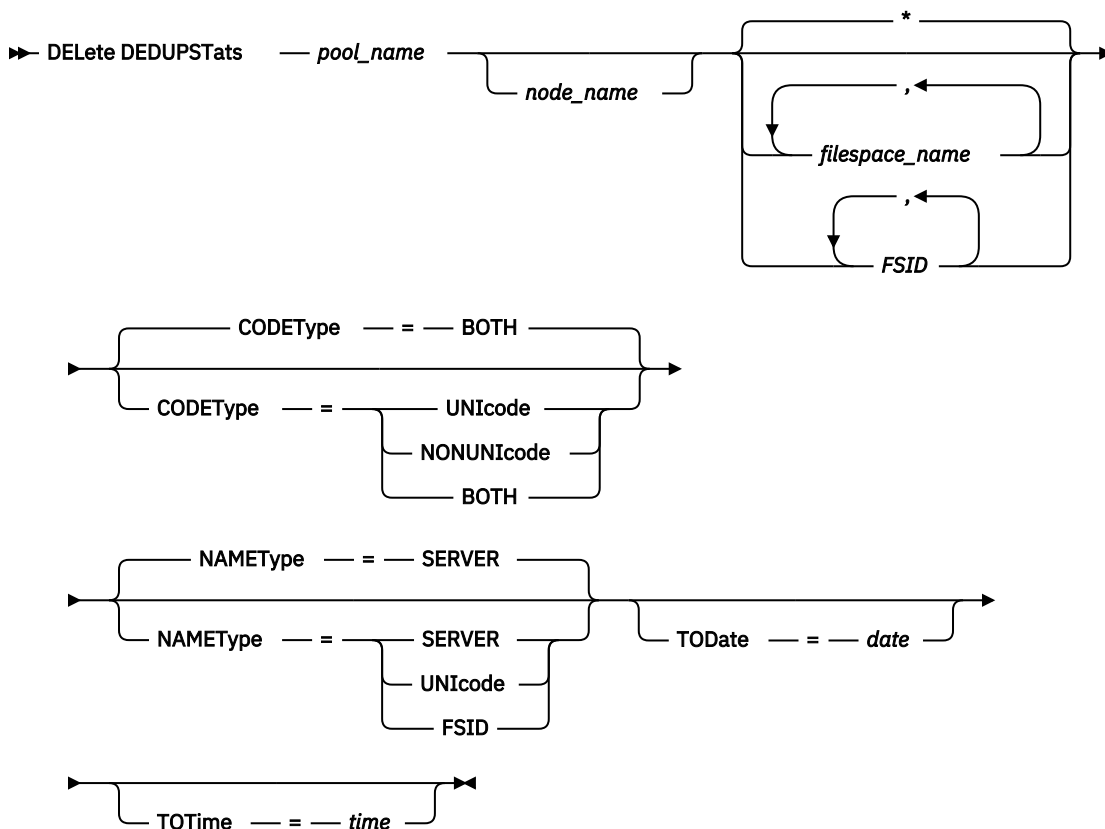 *
DELete DEDUPSTats pool_name
node_name
,
filespace_name
,
FSID
CODEType = BOTH
CODEType = UNIcode
NONUNIcode
BOTH
NAMEType = SERVER
NAMEType = SERVER
TODate = date
UNIcode
FSID
TOTime = time